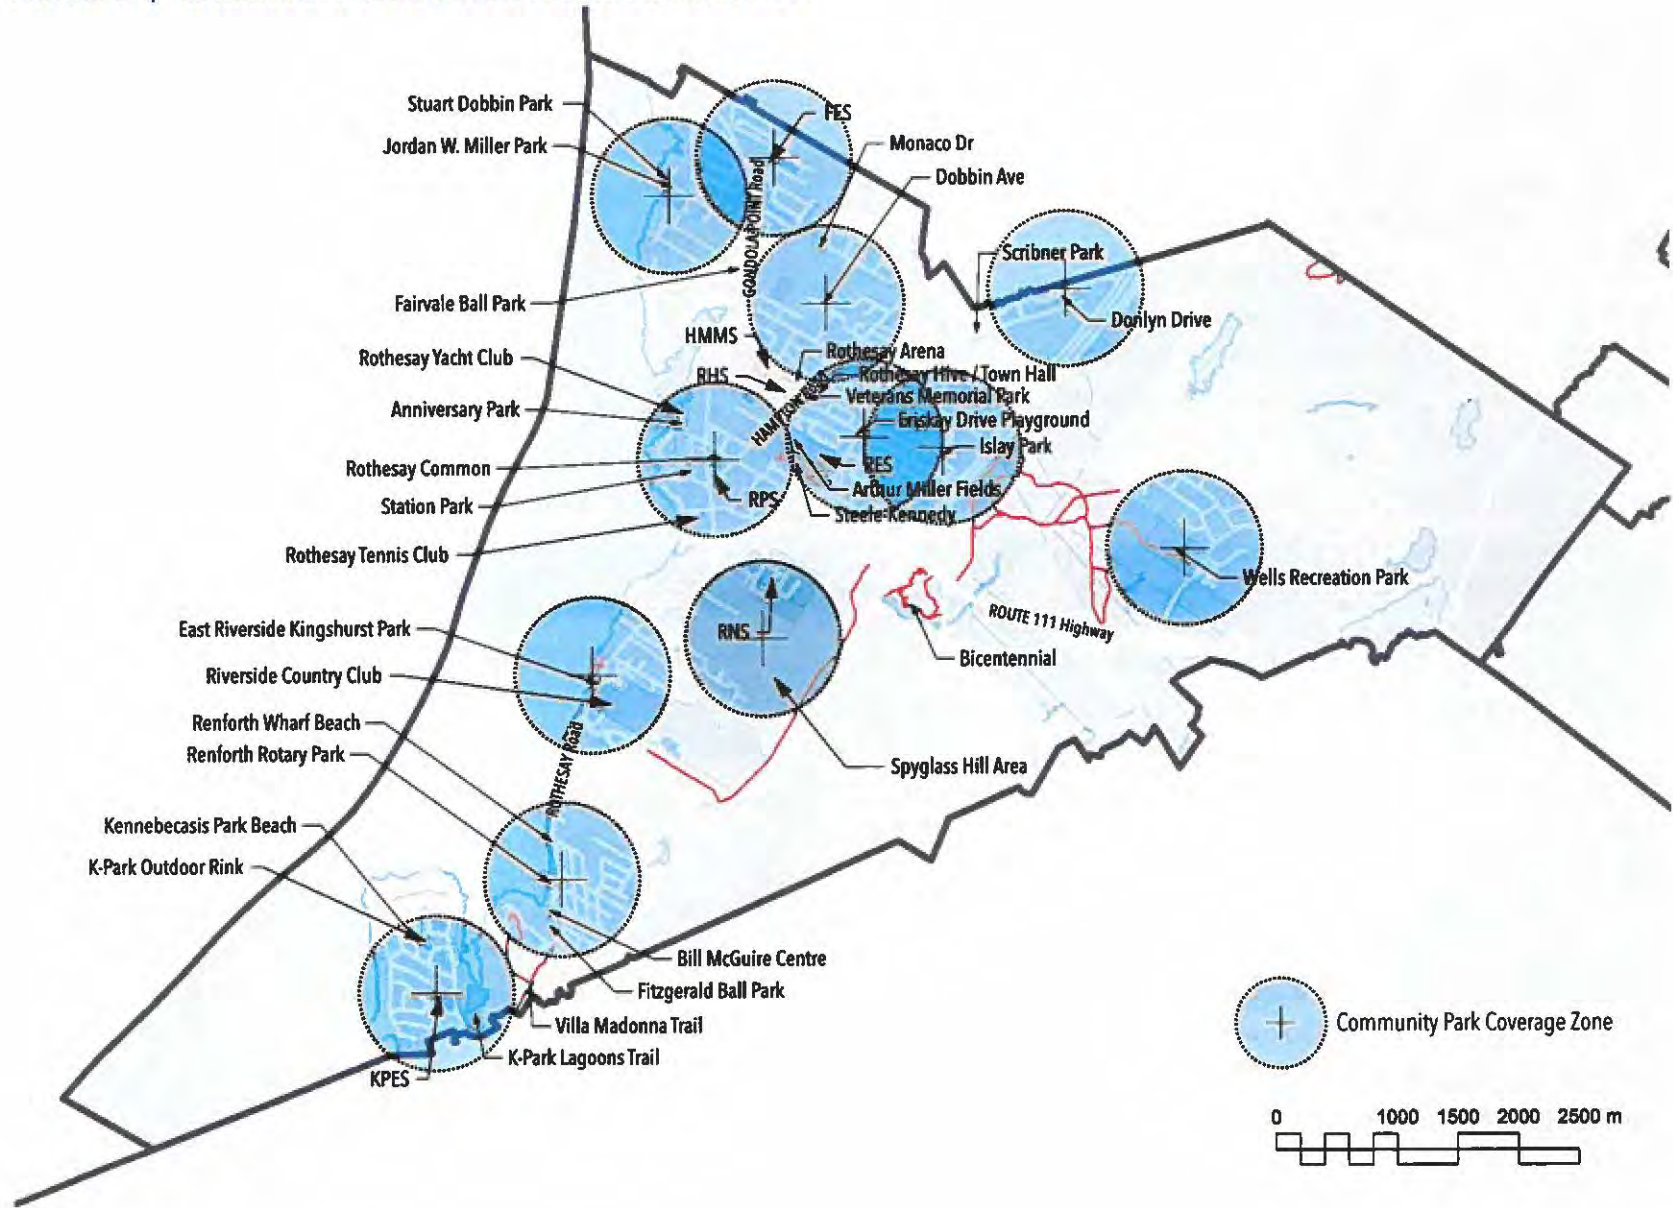 FES
Stuart Dobbin Park
Jordan W. Miller Park
Monaco Dr
Dobbin Ave
GONDOLA POINT Road
Scribner Park
Fairvale Ball Park
Donlyn Drive
HMMS
Rothesay Arena
Rothesay Yacht Club
RHS
Rothesay Hive / Town Hall
Veterans Memorial Park
Anniversary Park
HAMPTON ROAD
Eriskay Drive Playground
Islay Park
Rothesay Common
RES
Station Park
RPS
Arthur Miller Fields
Steele-Kennedy
Rothesay Tennis Club
Wells Recreation Park
ROUTE 111 Highway
East Riverside Kingshurst Park
RNS
Bicentennial
Riverside Country Club
Renforth Wharf Beach
Renforth Rotary Park
ROTHESAY Road
Spyglass Hill Area
Kennebecasis Park Beach
K-Park Outdoor Rink
Bill McGuire Centre
Fitzgerald Ball Park
Villa Madonna Trail
K-Park Lagoons Trail
KPES
Community Park Coverage Zone
0 1000 1500 2000 2500 m